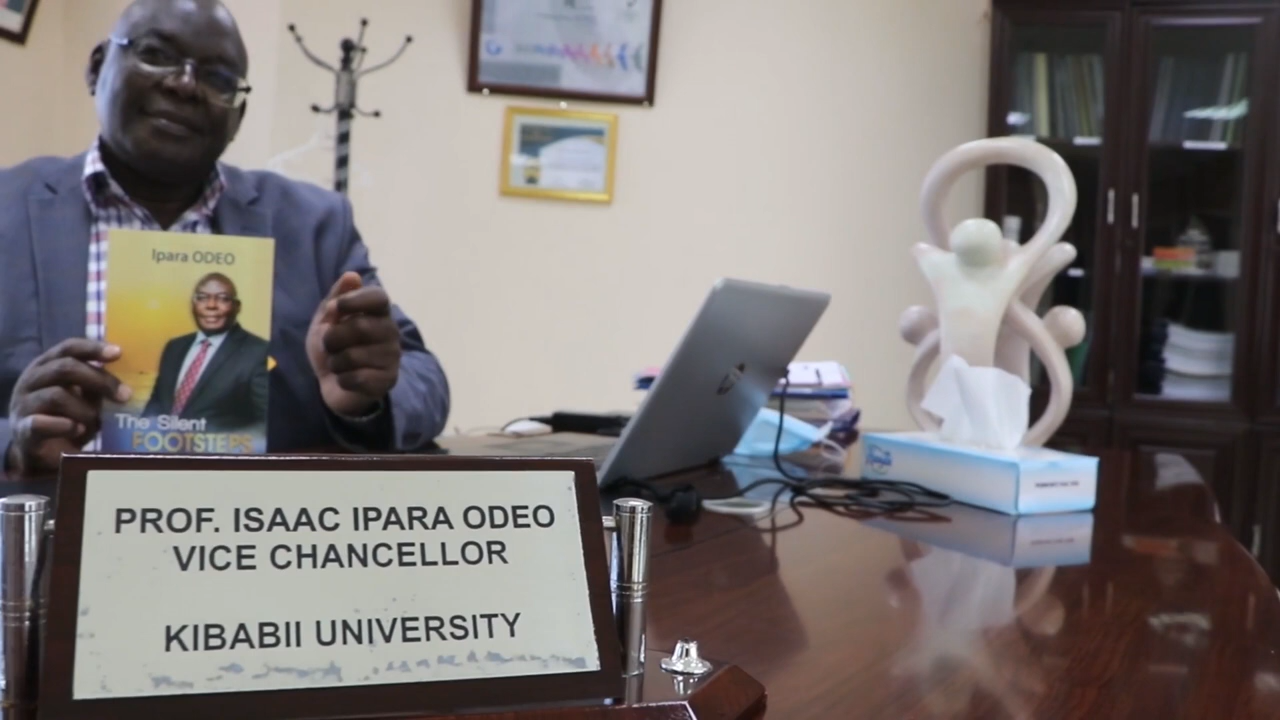 Ipara ODEO
The Silent
FOOTSTEPS
PROF. ISAAC IPARA ODEO
VICE CHANCELLOR
KIBABII UNIVERSITY